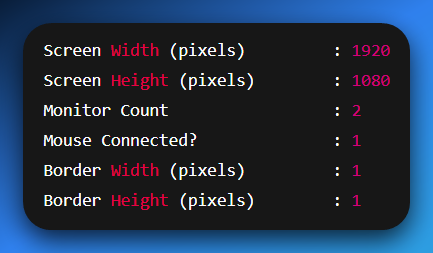 Screen Width (pixels) : 1920
Screen Height (pixels) : 1080
Monitor Count : 2
Mouse Connected? : 1
Border Width (pixels) : 1
Border Height (pixels) : 1